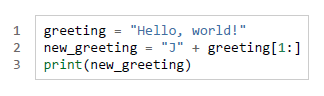 1 greeting = "Hello, world!"
2 new_greeting = "J" + greeting[1:]
3 print(new_greeting)